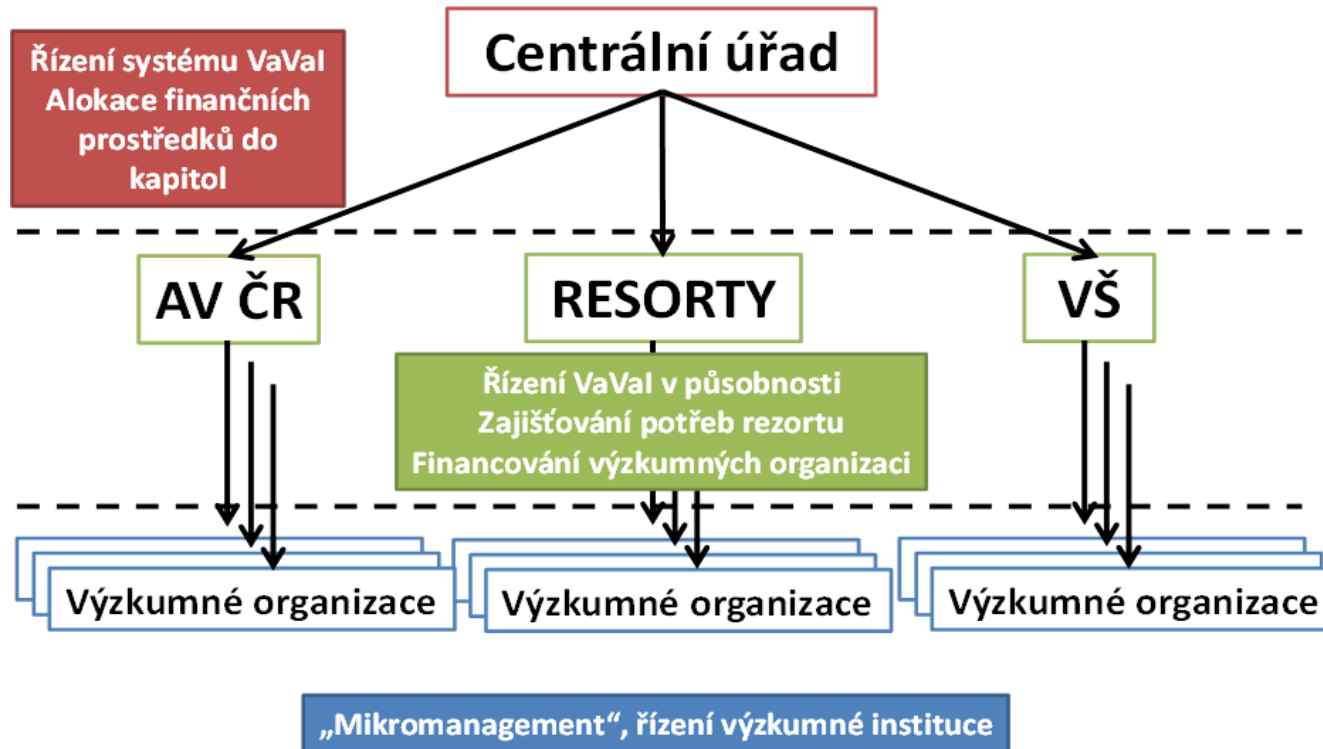 Řízení systému VaVaI
Alokace finančních
prostředků do
kapitol
Centrální úřad
AV ČR
RESORTY
VŠ
Řízení VaVaI v působnosti
Zajišťování potřeb rezortu
Financování výzkumných organizaci
Výzkumné organizace
Výzkumné organizace
Výzkumné organizace
„Mikromanagement“, řízení výzkumné instituce